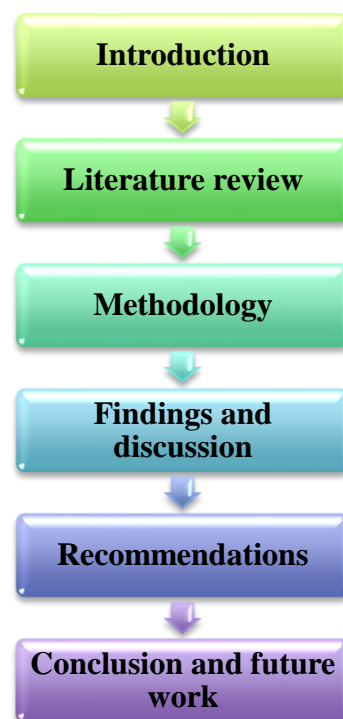 Introduction
Literature review
Methodology
Findings and
discussion
Recommendations
Conclusion and future
work